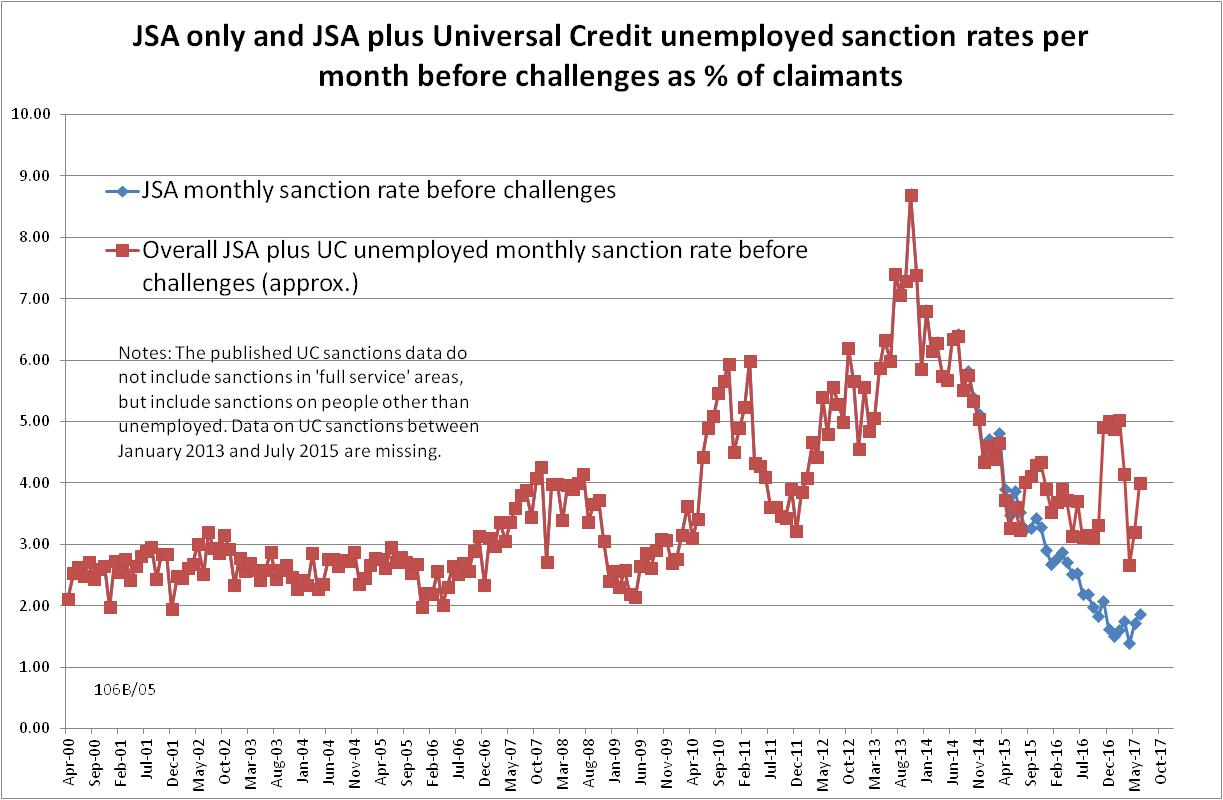 JSA only and JSA plus Universal Credit unemployed sanction rates per
month before challenges as % of claimants
10.00
9.00
8.00
7.00
6.00
5.00
4.00
3.00
2.00
1.00
0.00
JSA monthly sanction rate before challenges
Overall JSA plus UC unemployed monthly sanction rate before
challenges (approx.)
Notes: The published UC sanctions data do
not include sanctions in 'full service' areas,
but include sanctions on people other than
unemployed. Data on UC sanctions between
January 2013 and July 2015 are missing.
106B/05
Apr-00
Sep-00
Feb-01
Jul-01
Dec-01
May-02
Oct-02
Mar-03
Aug-03
Jan-04
Jun-04
Nov-04
Apr-05
Sep-05
Feb-06
Jul-06
Dec-06
May-07
Oct-07
Mar-08
Aug-08
Jan-09
Jun-09
Nov-09
Apr-10
Sep-10
Feb-11
Jul-11
Dec-11
May-12
Oct-12
Mar-13
Aug-13
Jan-14
Jun-14
Nov-14
Apr-15
Sep-15
Feb-16
Jul-16
Dec-16
May-17
Oct-17